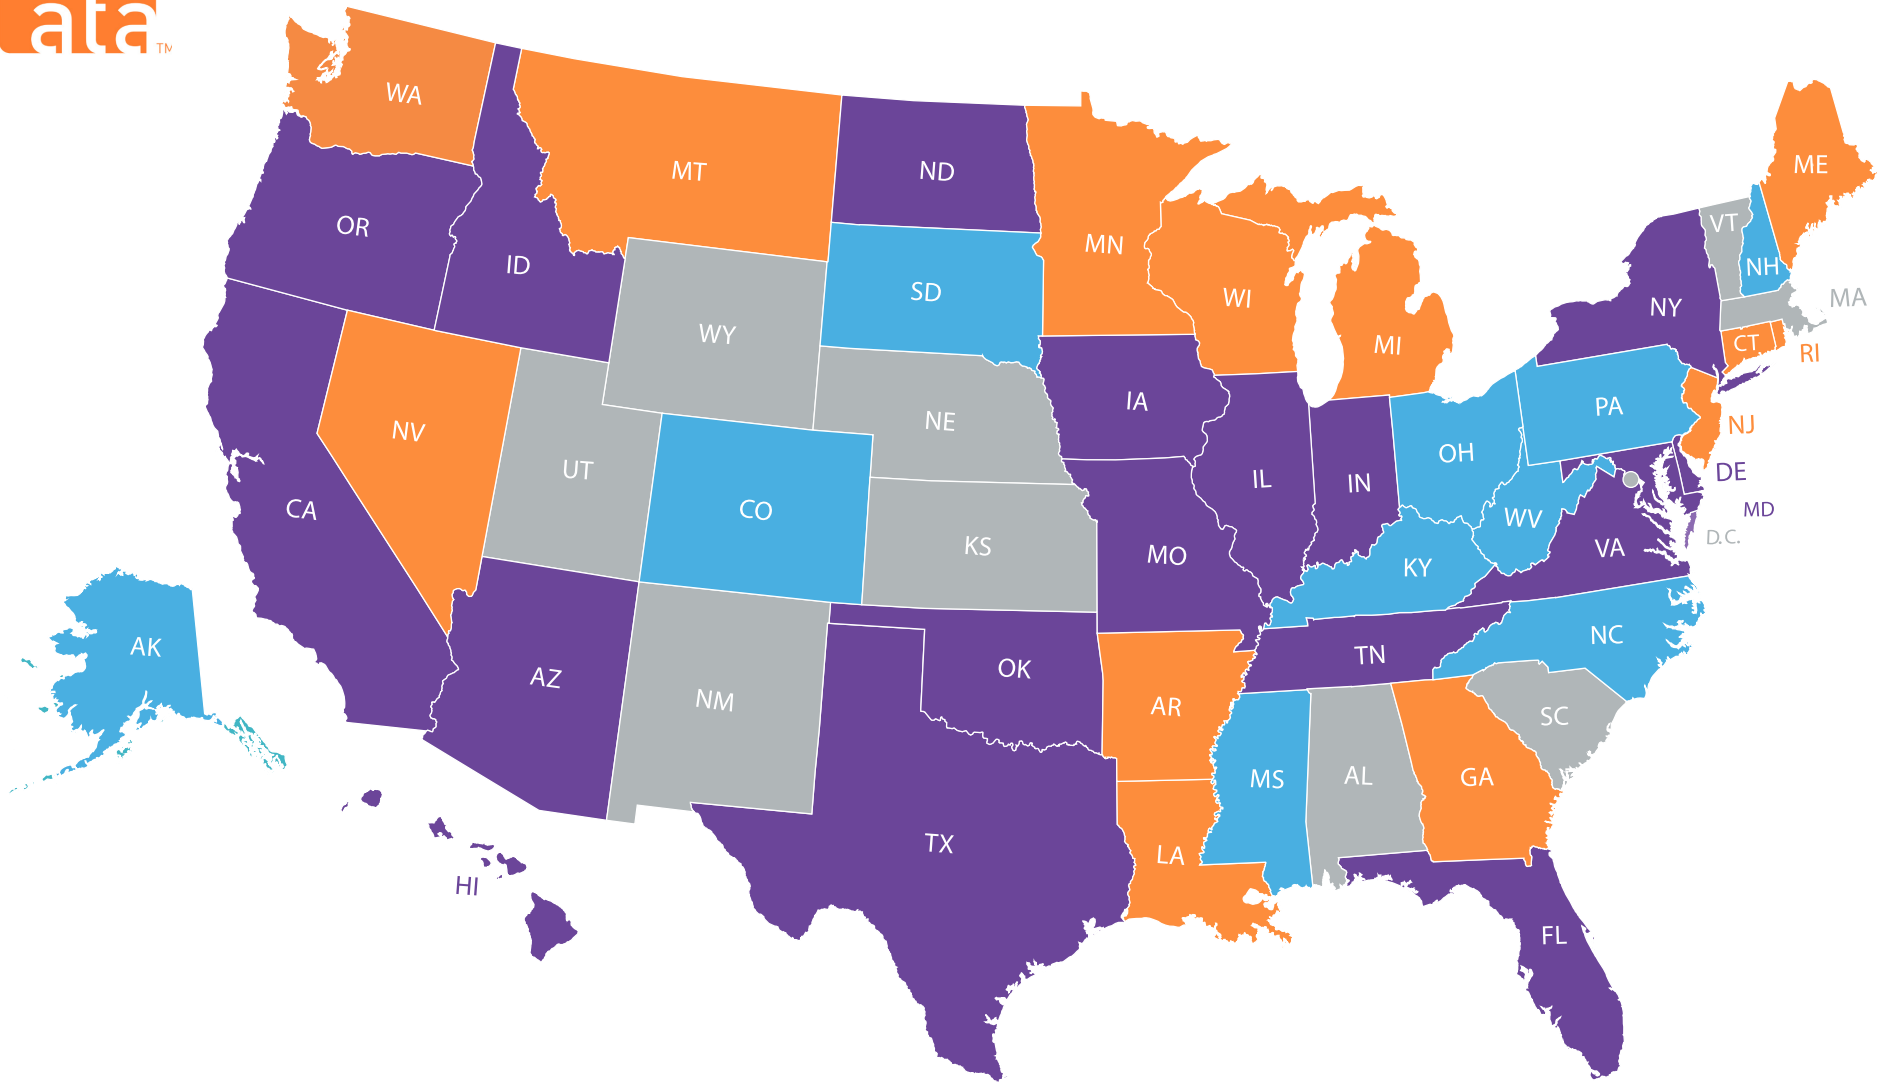 ata TM
WA
MT
ND
MN
ME
OR
ID
VT
NH
MA
SD
WI
NY
WY
MI
CT
RI
IA
PA
NE
NV
NJ
UT
OH
DE
IL
IN
CA
CO
WV
MD
KS
VA
D.C.
MO
KY
AK
NC
TN
OK
AZ
NM
AR
SC
MS
AL
GA
TX
LA
HI
FL